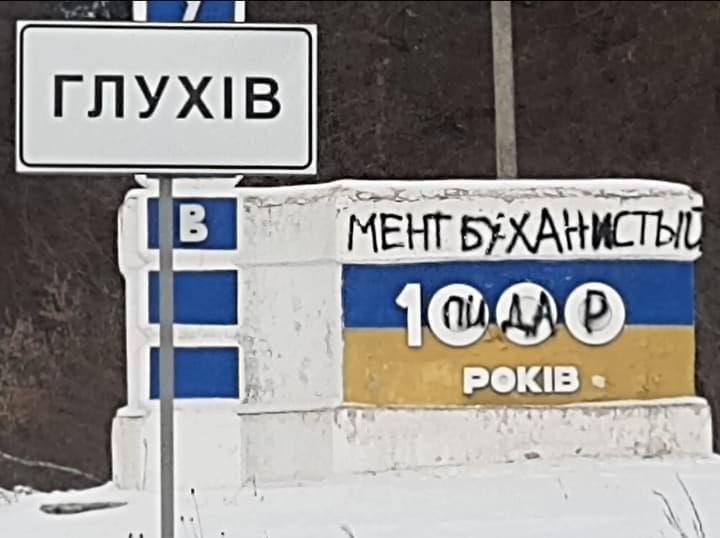 ГЛУХІВ
В
МЕНТ БУХАНИСТЫЙ
1000
ПИДАР
РОКІВ